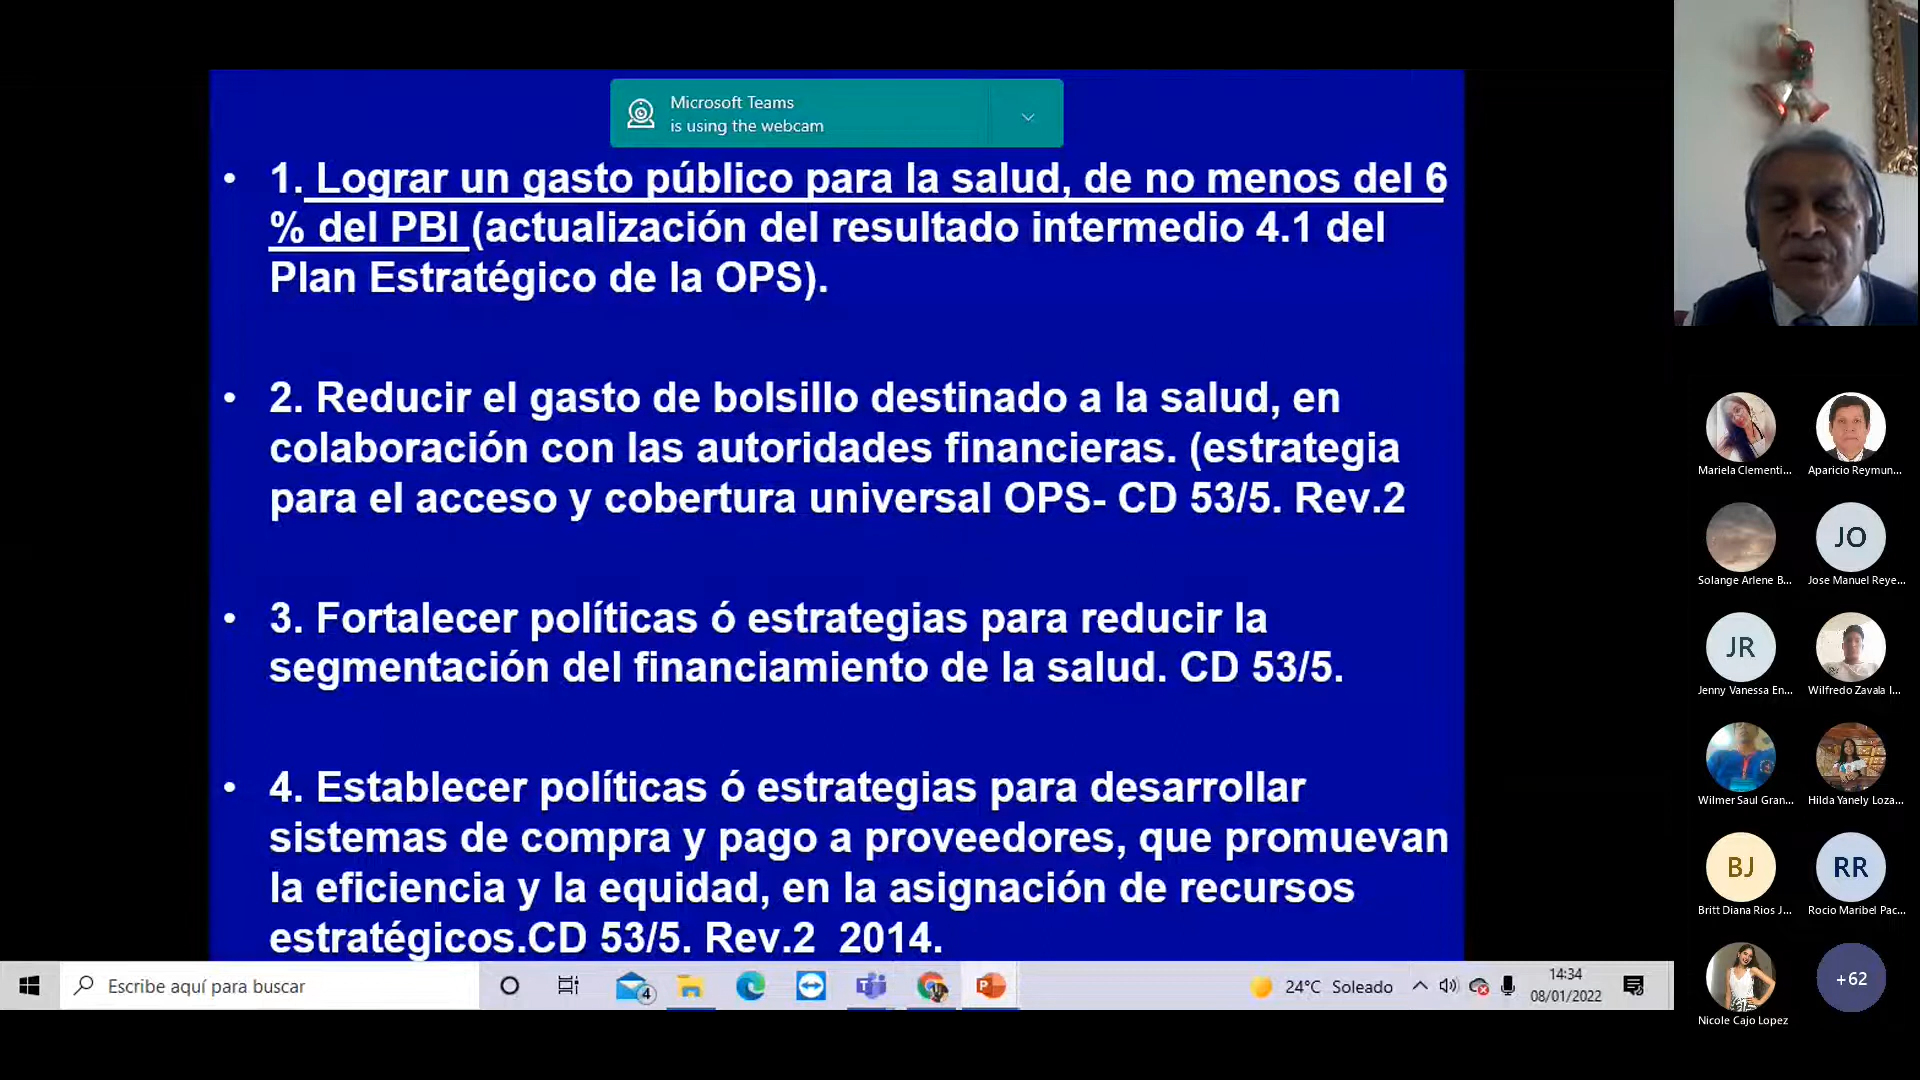 Microsoft Teams
is using the webcam
• 1. Lograr un gasto público para la salud, de no menos del 6
% del PBI (actualización del resultado intermedio 4.1 del
Plan Estratégico de la OPS).
• 2. Reducir el gasto de bolsillo destinado a la salud, en
colaboración con las autoridades financieras. (estrategia
para el acceso y cobertura universal OPS- CD 53/5. Rev.2
• 3. Fortalecer políticas ó estrategias para reducir la
segmentación del financiamiento de la salud. CD 53/5.
• 4. Establecer políticas ó estrategias para desarrollar
sistemas de compra y pago a proveedores, que promuevan
la eficiencia y la equidad, en la asignación de recursos
estratégicos.CD 53/5. Rev.2 2014.
Mariela Clementi...
Aparicio Reymun...
Solange Arlene B...
JO
Jose Manuel Reye...
JR
Jenny Vanessa En...
Wilfredo Zavala I...
Wilmer Saul Gran...
Hilda Yanely Loza...
BJ
Britt Diana Rios J...
RR
Rocio Maribel Pac...
Nicole Cajo Lopez
+62
Escribe aquí para buscar
4
24°C Soleado
14:34
08/01/2022